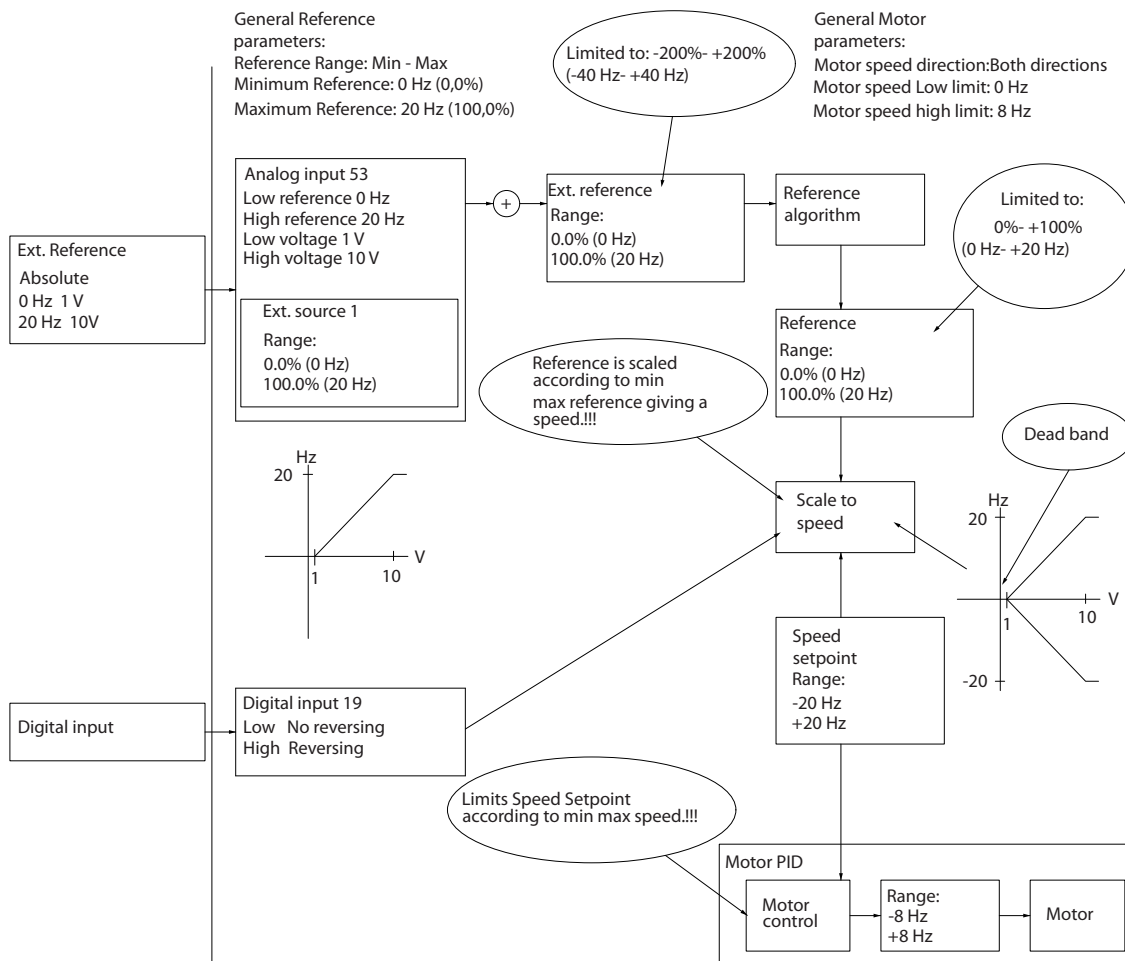 General Reference
parameters:
Reference Range: Min - Max
Minimum Reference: 0 Hz (0,0%)
Maximum Reference: 20 Hz (100,0%)
Limited to: -200%- +200%
(-40 Hz- +40 Hz)
General Motor
parameters:
Motor speed direction:Both directions
Motor speed Low limit: 0 Hz
Motor speed high limit: 8 Hz
Ext. Reference
Absolute
0 Hz 1 V
20 Hz 10V
Analog input 53
Low reference 0 Hz
High reference 20 Hz
Low voltage 1 V
High voltage 10 V
Ext. source 1
Range:
0.0% (0 Hz)
100.0% (20 Hz)
+
Ext. reference
Range:
0.0% (0 Hz)
100.0% (20 Hz)
Reference
algorithm
Limited to:
0%- +100%
(0 Hz- +20 Hz)
Reference
Range:
0.0% (0 Hz)
100.0% (20 Hz)
Reference is scaled
according to min
max reference giving a
speed.!!!
Dead band
Hz
20
1
10
V
Scale to
speed
Hz
20
V
1
10
-20
Speed
setpoint
Range:
-20 Hz
+20 Hz
Digital input
Digital input 19
Low No reversing
High Reversing
Limits Speed Setpoint
according to min max speed.!!!
Motor PID
Motor
control
Range:
-8 Hz
+8 Hz
Motor